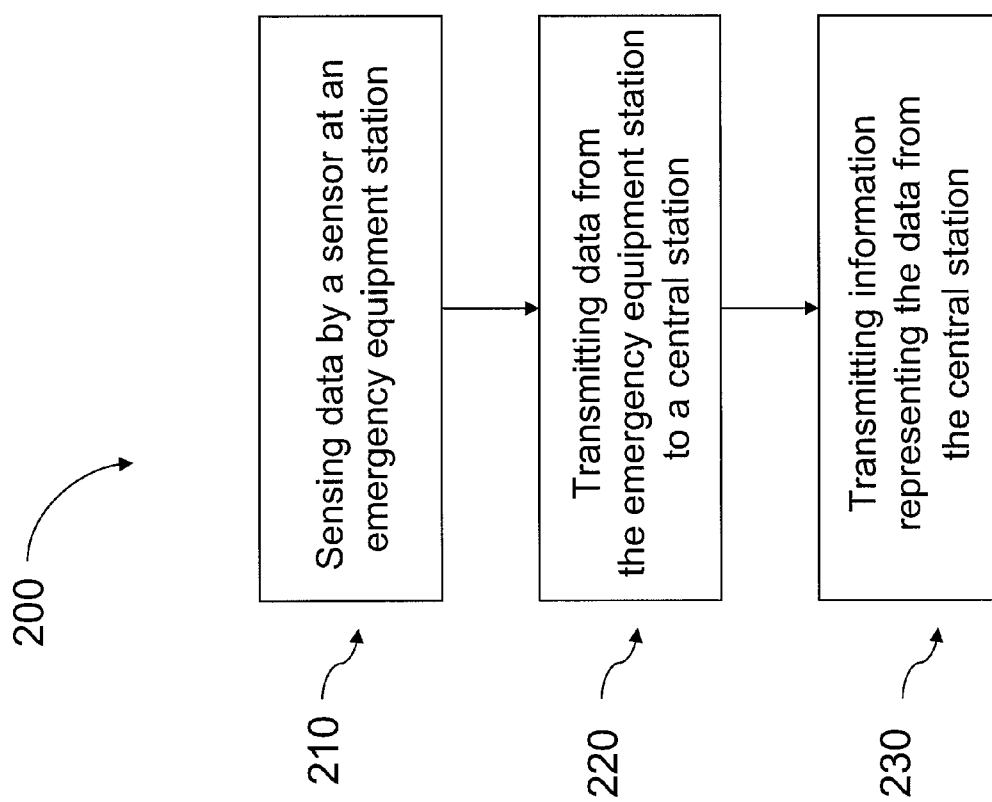 200
210
Sensing data by a sensor at an
emergency equipment station
220
Transmitting data from
the emergency equipment station
to a central station
230
Transmitting information
representing the data from
the central station